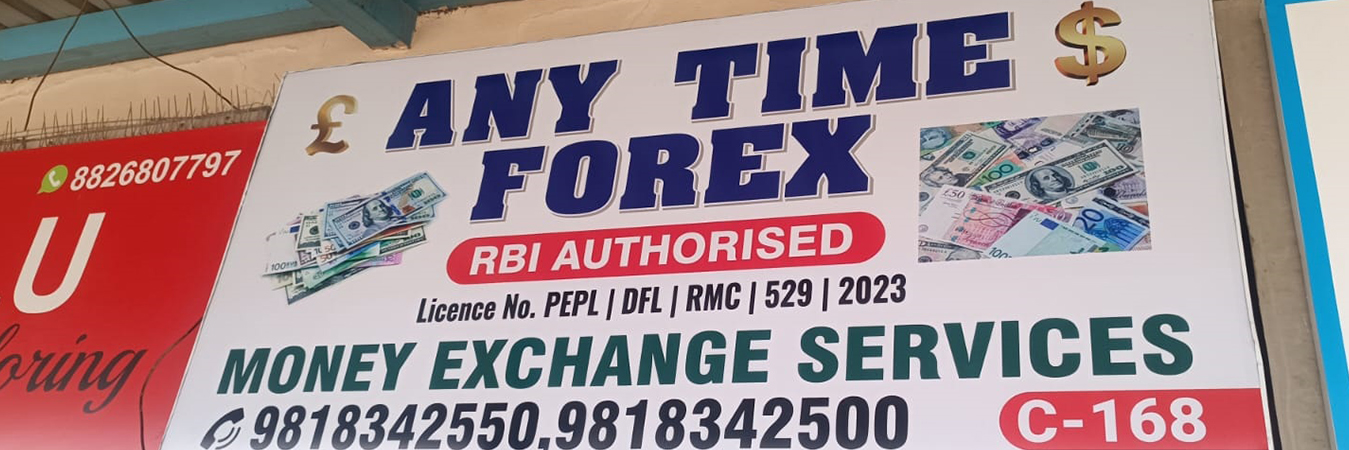 8826807797
U
£ ANY TIME $
FOREX
RBI AUTHORISED
Licence No. PEPL | DFL | RMC | 529 | 2023
MONEY EXCHANGE SERVICES
9818342550,9818342500
C-168